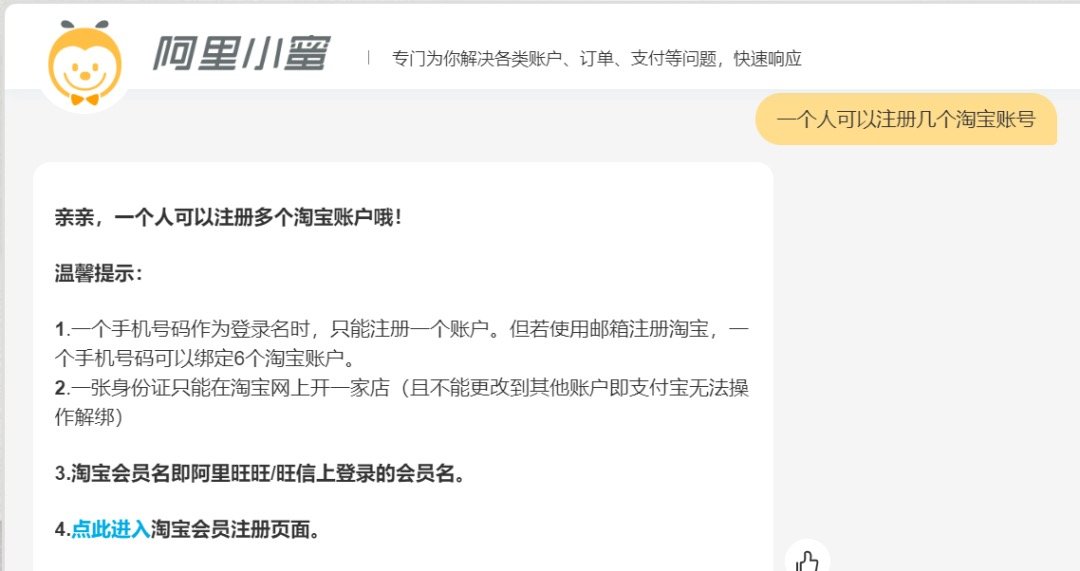 阿里小蜜
专门为你解决各类账户、订单、支付等问题，快速响应
一个人可以注册几个淘宝账号
亲亲，一个人可以注册多个淘宝账户哦！
温馨提示：
1.一个手机号码作为登录名时，只能注册一个账户。但若使用邮箱注册淘宝，一
个手机号码可以绑定6个淘宝账户。
2.一张身份证只能在淘宝网上开一家店（且不能更改到其他账户即支付宝无法操
作解绑）
3.淘宝会员名即阿里旺旺/旺信上登录的会员名。
4.点此进入淘宝会员注册页面。